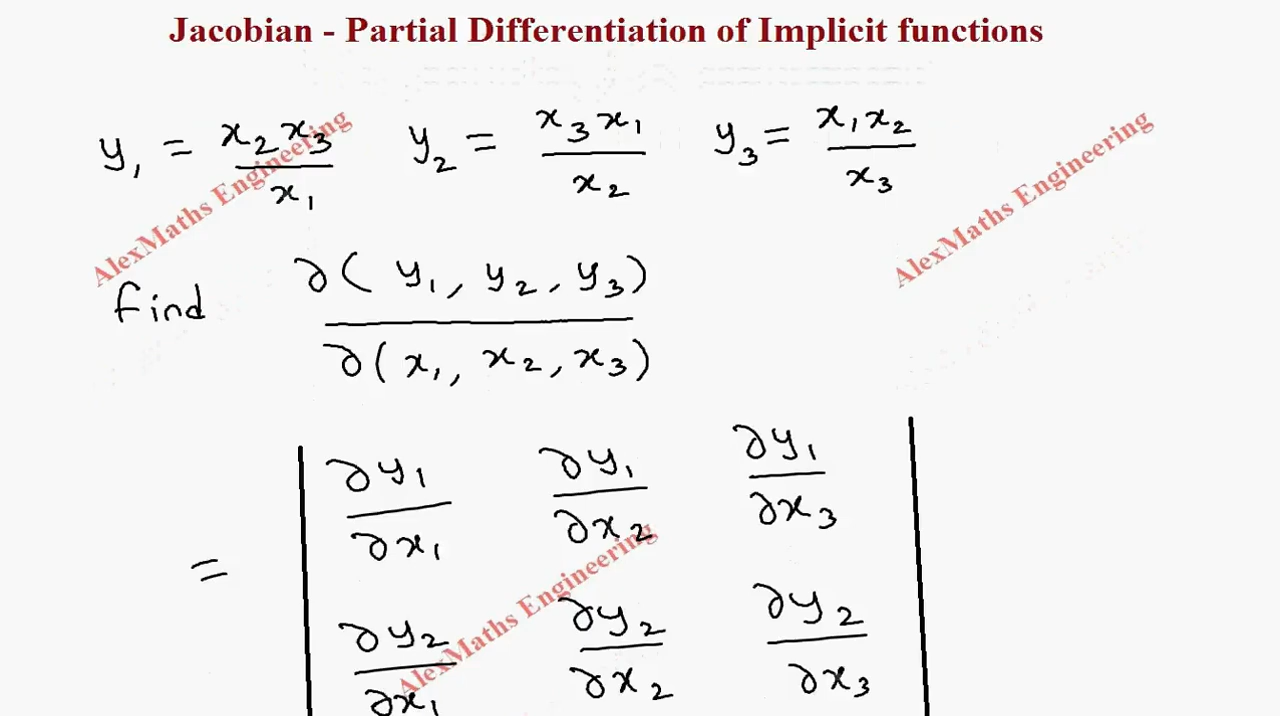 Jacobian - Partial Differentiation of Implicit functions
y₁ = x₂x₃ / x₁   y₂ = x₃x₁ / x₂   y₃ = x₁x₂ / x₃
AlexMaths Engineering
AlexMaths Engineering
find ∂(y₁, y₂, y₃) / ∂(x₁, x₂, x₃)
= | ∂y₁/∂x₁   ∂y₁/∂x₂   ∂y₁/∂x₃ |
AlexMaths Engineering
∂y₂/∂x₁   ∂y₂/∂x₂   ∂y₂/∂x₃